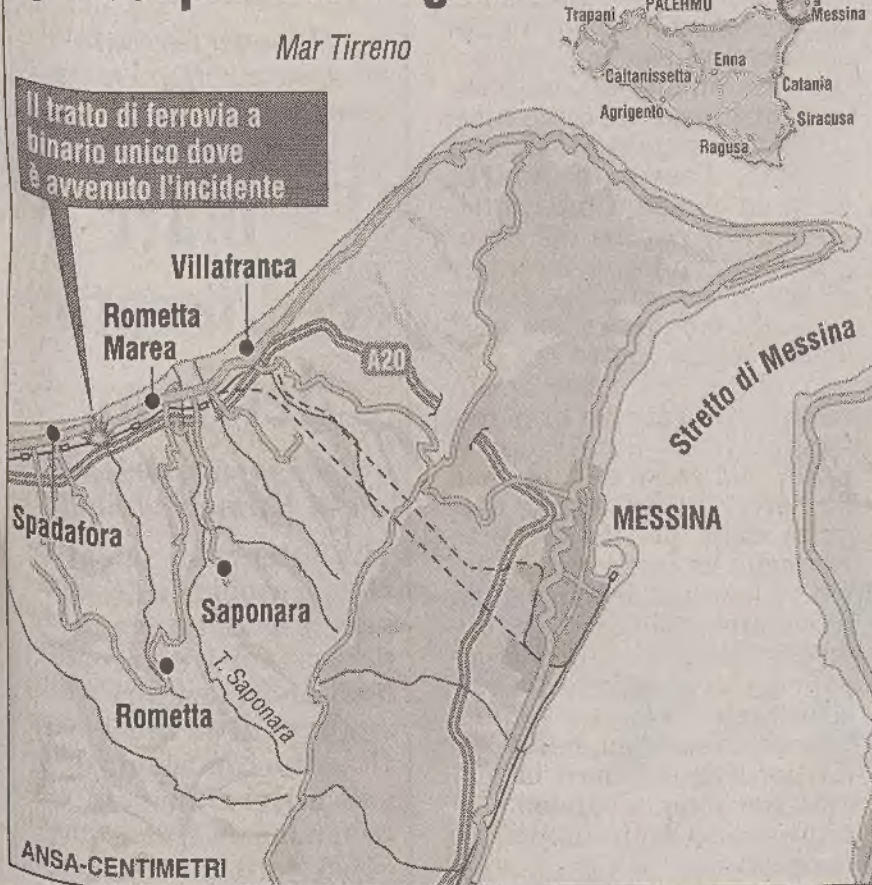 Mar Tirreno
PALERMO
Trapani
Messina
Enna
Caltanissetta
Catania
Agrigento
Siracusa
Ragusa
Il tratto di ferrovia a
binario unico dove
è avvenuto l'incidente
Villafranca
Rometta
Marea
A20
Stretto di Messina
Spadafora
MESSINA
Saponara
T. Saponara
Rometta
ANSA-CENTIMETRI